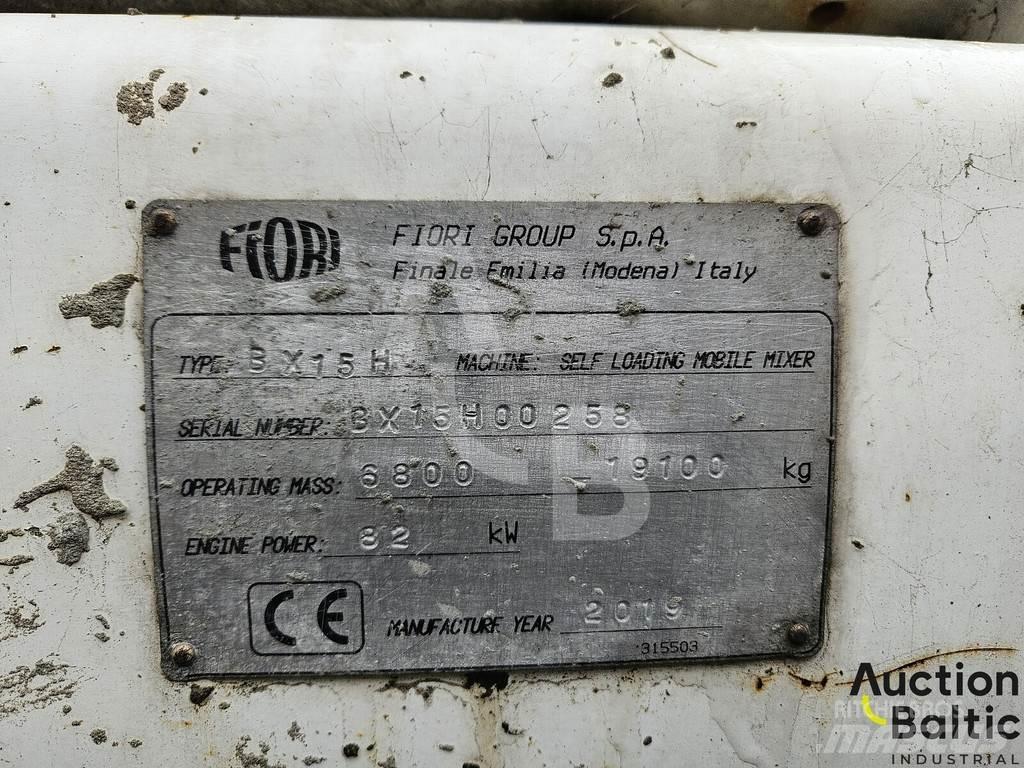 FIORI
FIORI GROUP S.p.A.
Finale Emilia (Modena) Italy
TYPE: BX15H MACHINE: SELF LOADING MOBILE MIXER
SERIAL NUMBER: BX15H00258
OPERATING MASS: 6800 - 19100 kg
ENGINE POWER: 82 kW
CE
MANUFACTURE YEAR 2019
315503
AB
Auction
Baltic
INDUSTRIAL